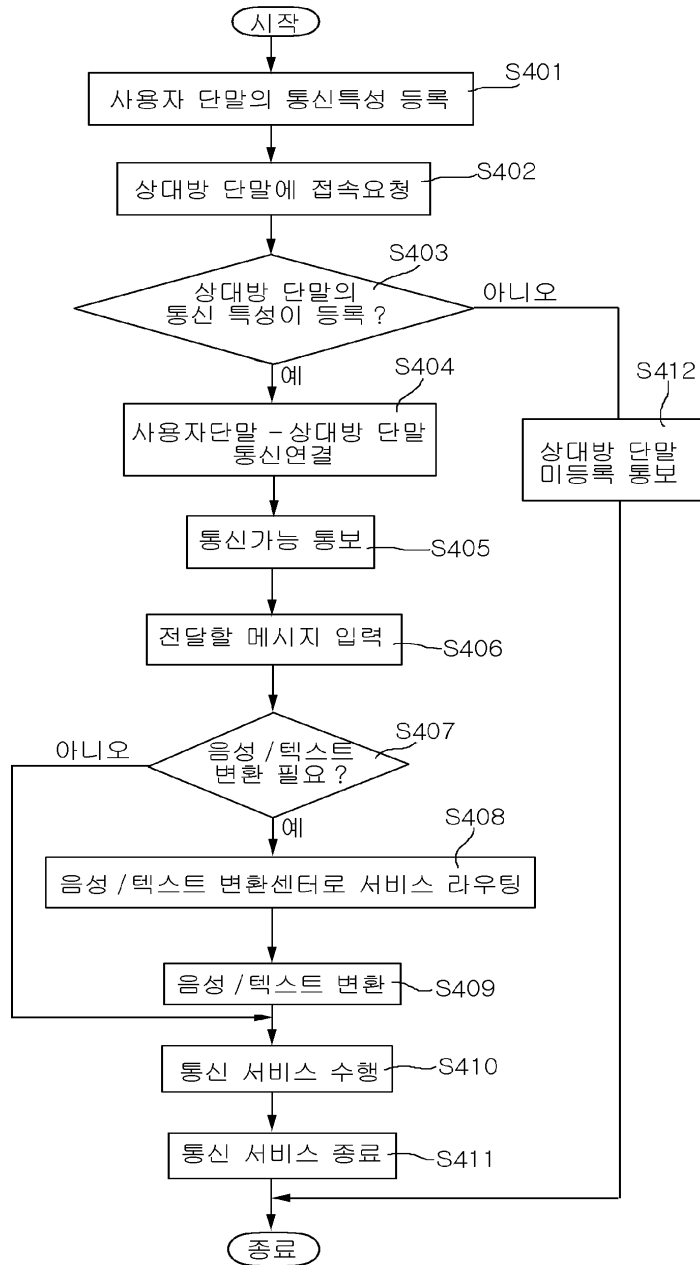 시작
S401
사용자 단말의 통신특성 등록
S402
상대방 단말에 접속요청
S403
상대방 단말의
통신 특성이 등록?
아니오
예
S404
사용자단말 – 상대방 단말
통신연결
S412
상대방 단말
미등록 통보
통신가능 통보
S405
전달할 메시지 입력
S406
S407
음성/텍스트
변환 필요?
아니오
예
S408
음성/텍스트 변환센터로 서비스 라우팅
음성/텍스트 변환
S409
통신 서비스 수행
S410
통신 서비스 종료
S411
종료